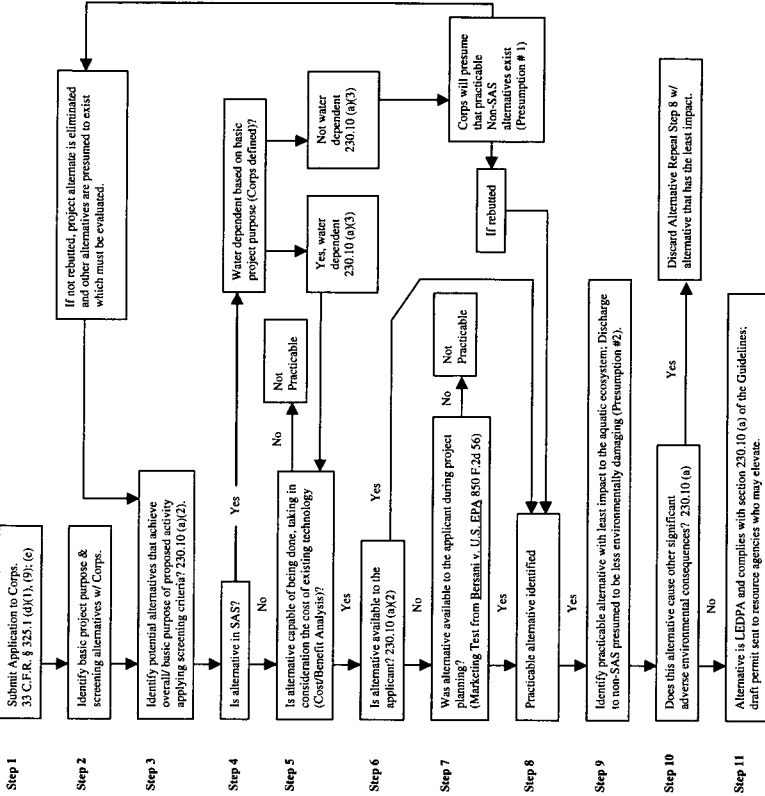 Step 1
Submit Application to Corps.
33 C.F.R. § 325.1 (d)(1), (9); (e)
Step 2
Identify basic project purpose &
screening alternatives w/ Corps.
If not rebutted, project alternate is eliminated
and other alternatives are presumed to exist
which must be evaluated.
Step 3
Identify potential alternatives that achieve
overall/ basic purpose of proposed activity
applying screening criteria? 230.10 (a)(2).
Step 4
Is alternative in SAS?
Yes
No
Water dependent based on basic
project purpose (Corps defined)?
Step 5
Is alternative capable of being done, taking in
consideration the cost of existing technology
(Cost/Benefit Analysis)?
No
Not
Practicable
Yes
Yes, water
dependent
230.10 (a)(3)
Not water
dependent
230.10 (a)(3)
Step 6
Is alternative available to the
applicant? 230.10 (a)(2)
Yes
No
Step 7
Was alternative available to the applicant during project
planning?
(Marketing Test from Bersani v. U.S. EPA 850 F.2d 56)
No
Not
Practicable
Yes
Corps will presume
that practicable
Non-SAS
alternatives exist
(Presumption # 1)
If rebutted
Step 8
Practicable alternative identified
Yes
Step 9
Identify practicable alternative with least impact to the aquatic ecosystem; Discharge
to non-SAS presumed to be less environmentally damaging (Presumption #2).
Step 10
Does this alternative cause other significant
adverse environmental consequences? 230.10 (a)
Yes
No
Discard Alternative Repeat Step 8 w/
alternative that has the least impact.
Step 11
Alternative is LEDPA and complies with section 230.10 (a) of the Guidelines;
draft permit sent to resource agencies who may elevate.